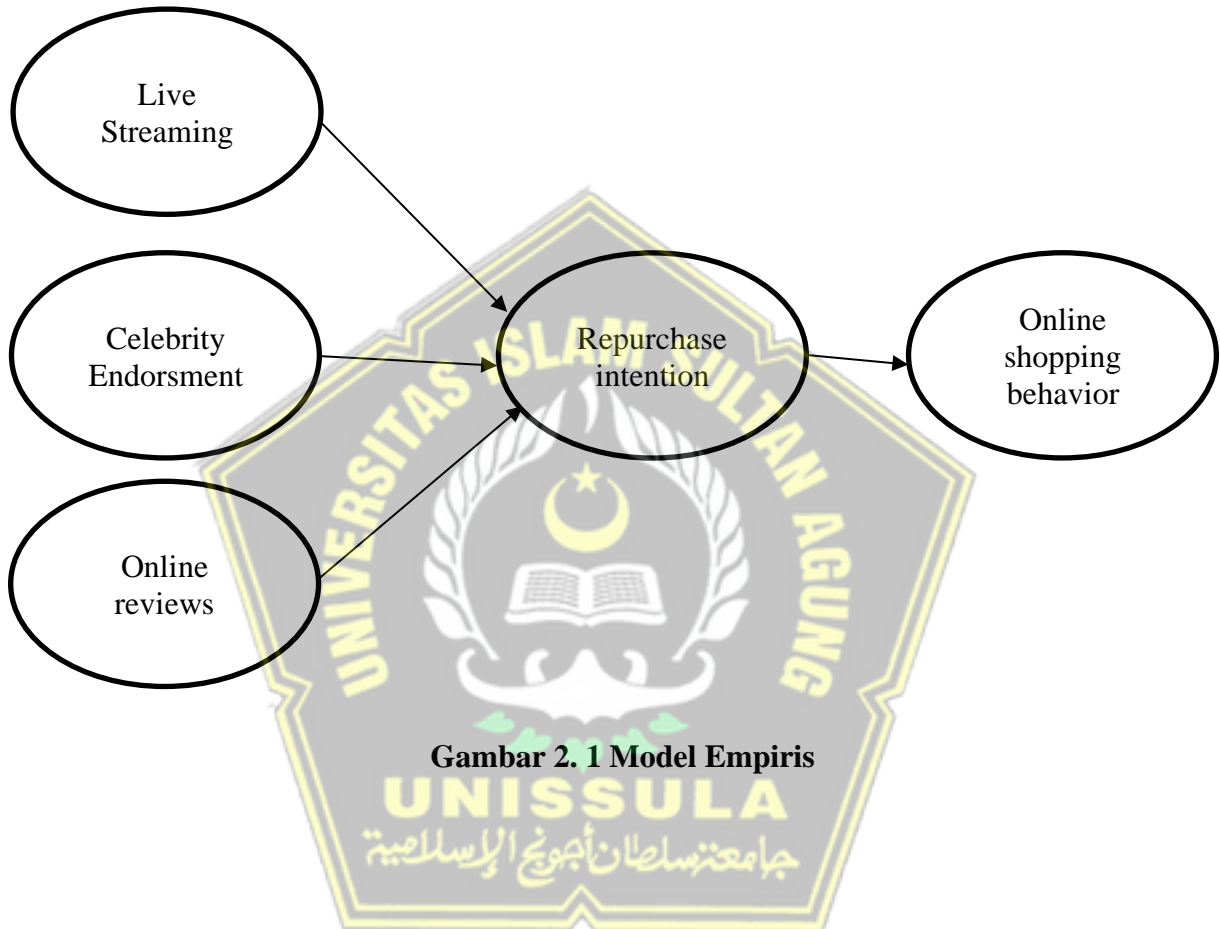 Live
Streaming
Celebrity
Endorsment
Online
reviews
Repurchase
intention
Online
shopping
behavior
UNIVERSITAS ISLAM SULTAN AGUNG
Gambar 2. 1 Model Empiris
UNISSULA
جامعة سلطان أجونج الإسلامية